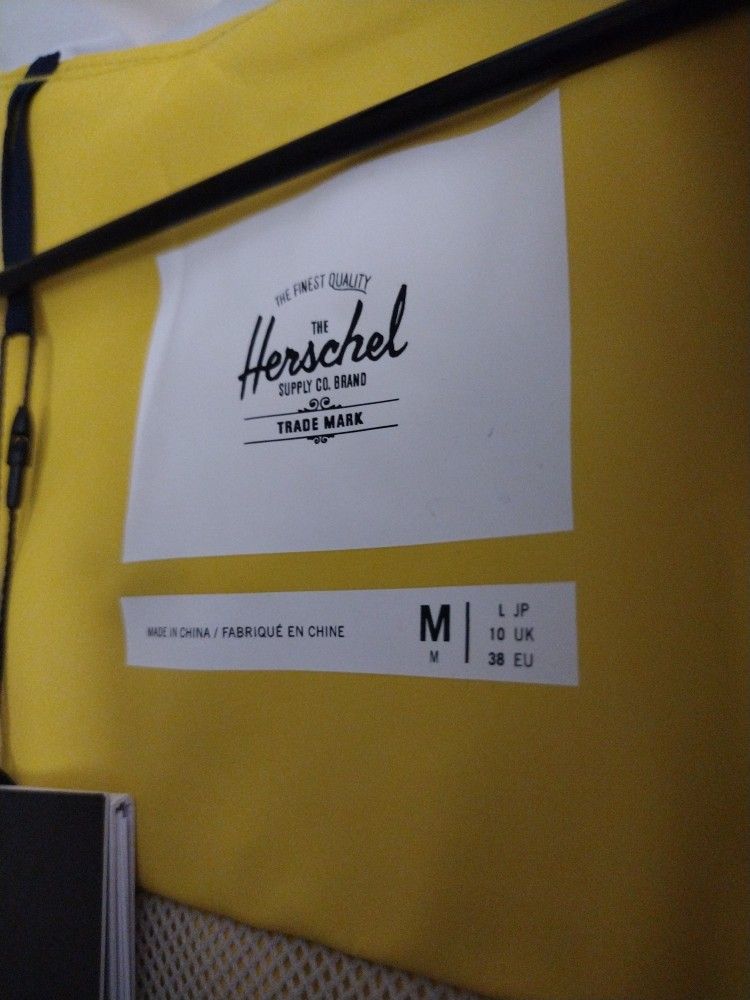 THE FINEST QUALITY
THE
Herschel
SUPPLY CO. BRAND
TRADE MARK
MADE IN CHINA / FABRIQUÉ EN CHINE
M
M
L JP
10 UK
38 EU